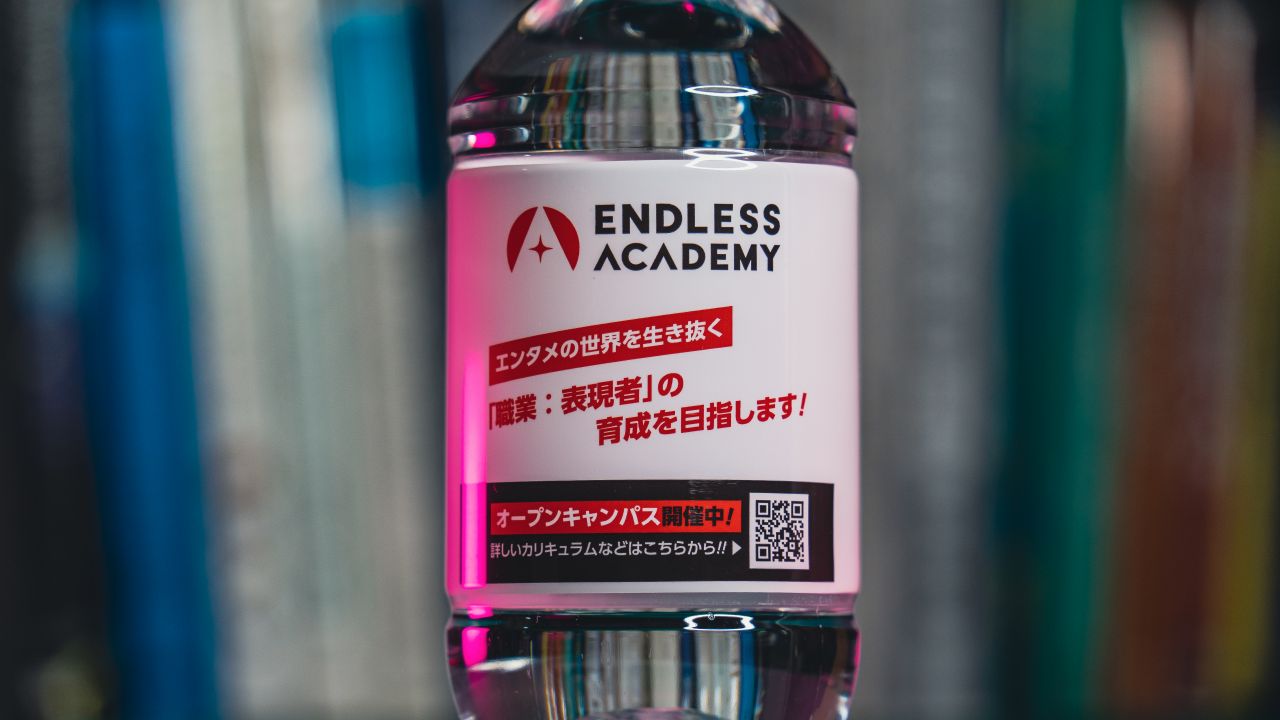 ENDLESS
ACADEMY
エンタメの世界を生き抜く
「職業：表現者」の
育成を目指します!
オープンキャンパス開催中!
詳しいカリキュラムなどはこちらから!!▶